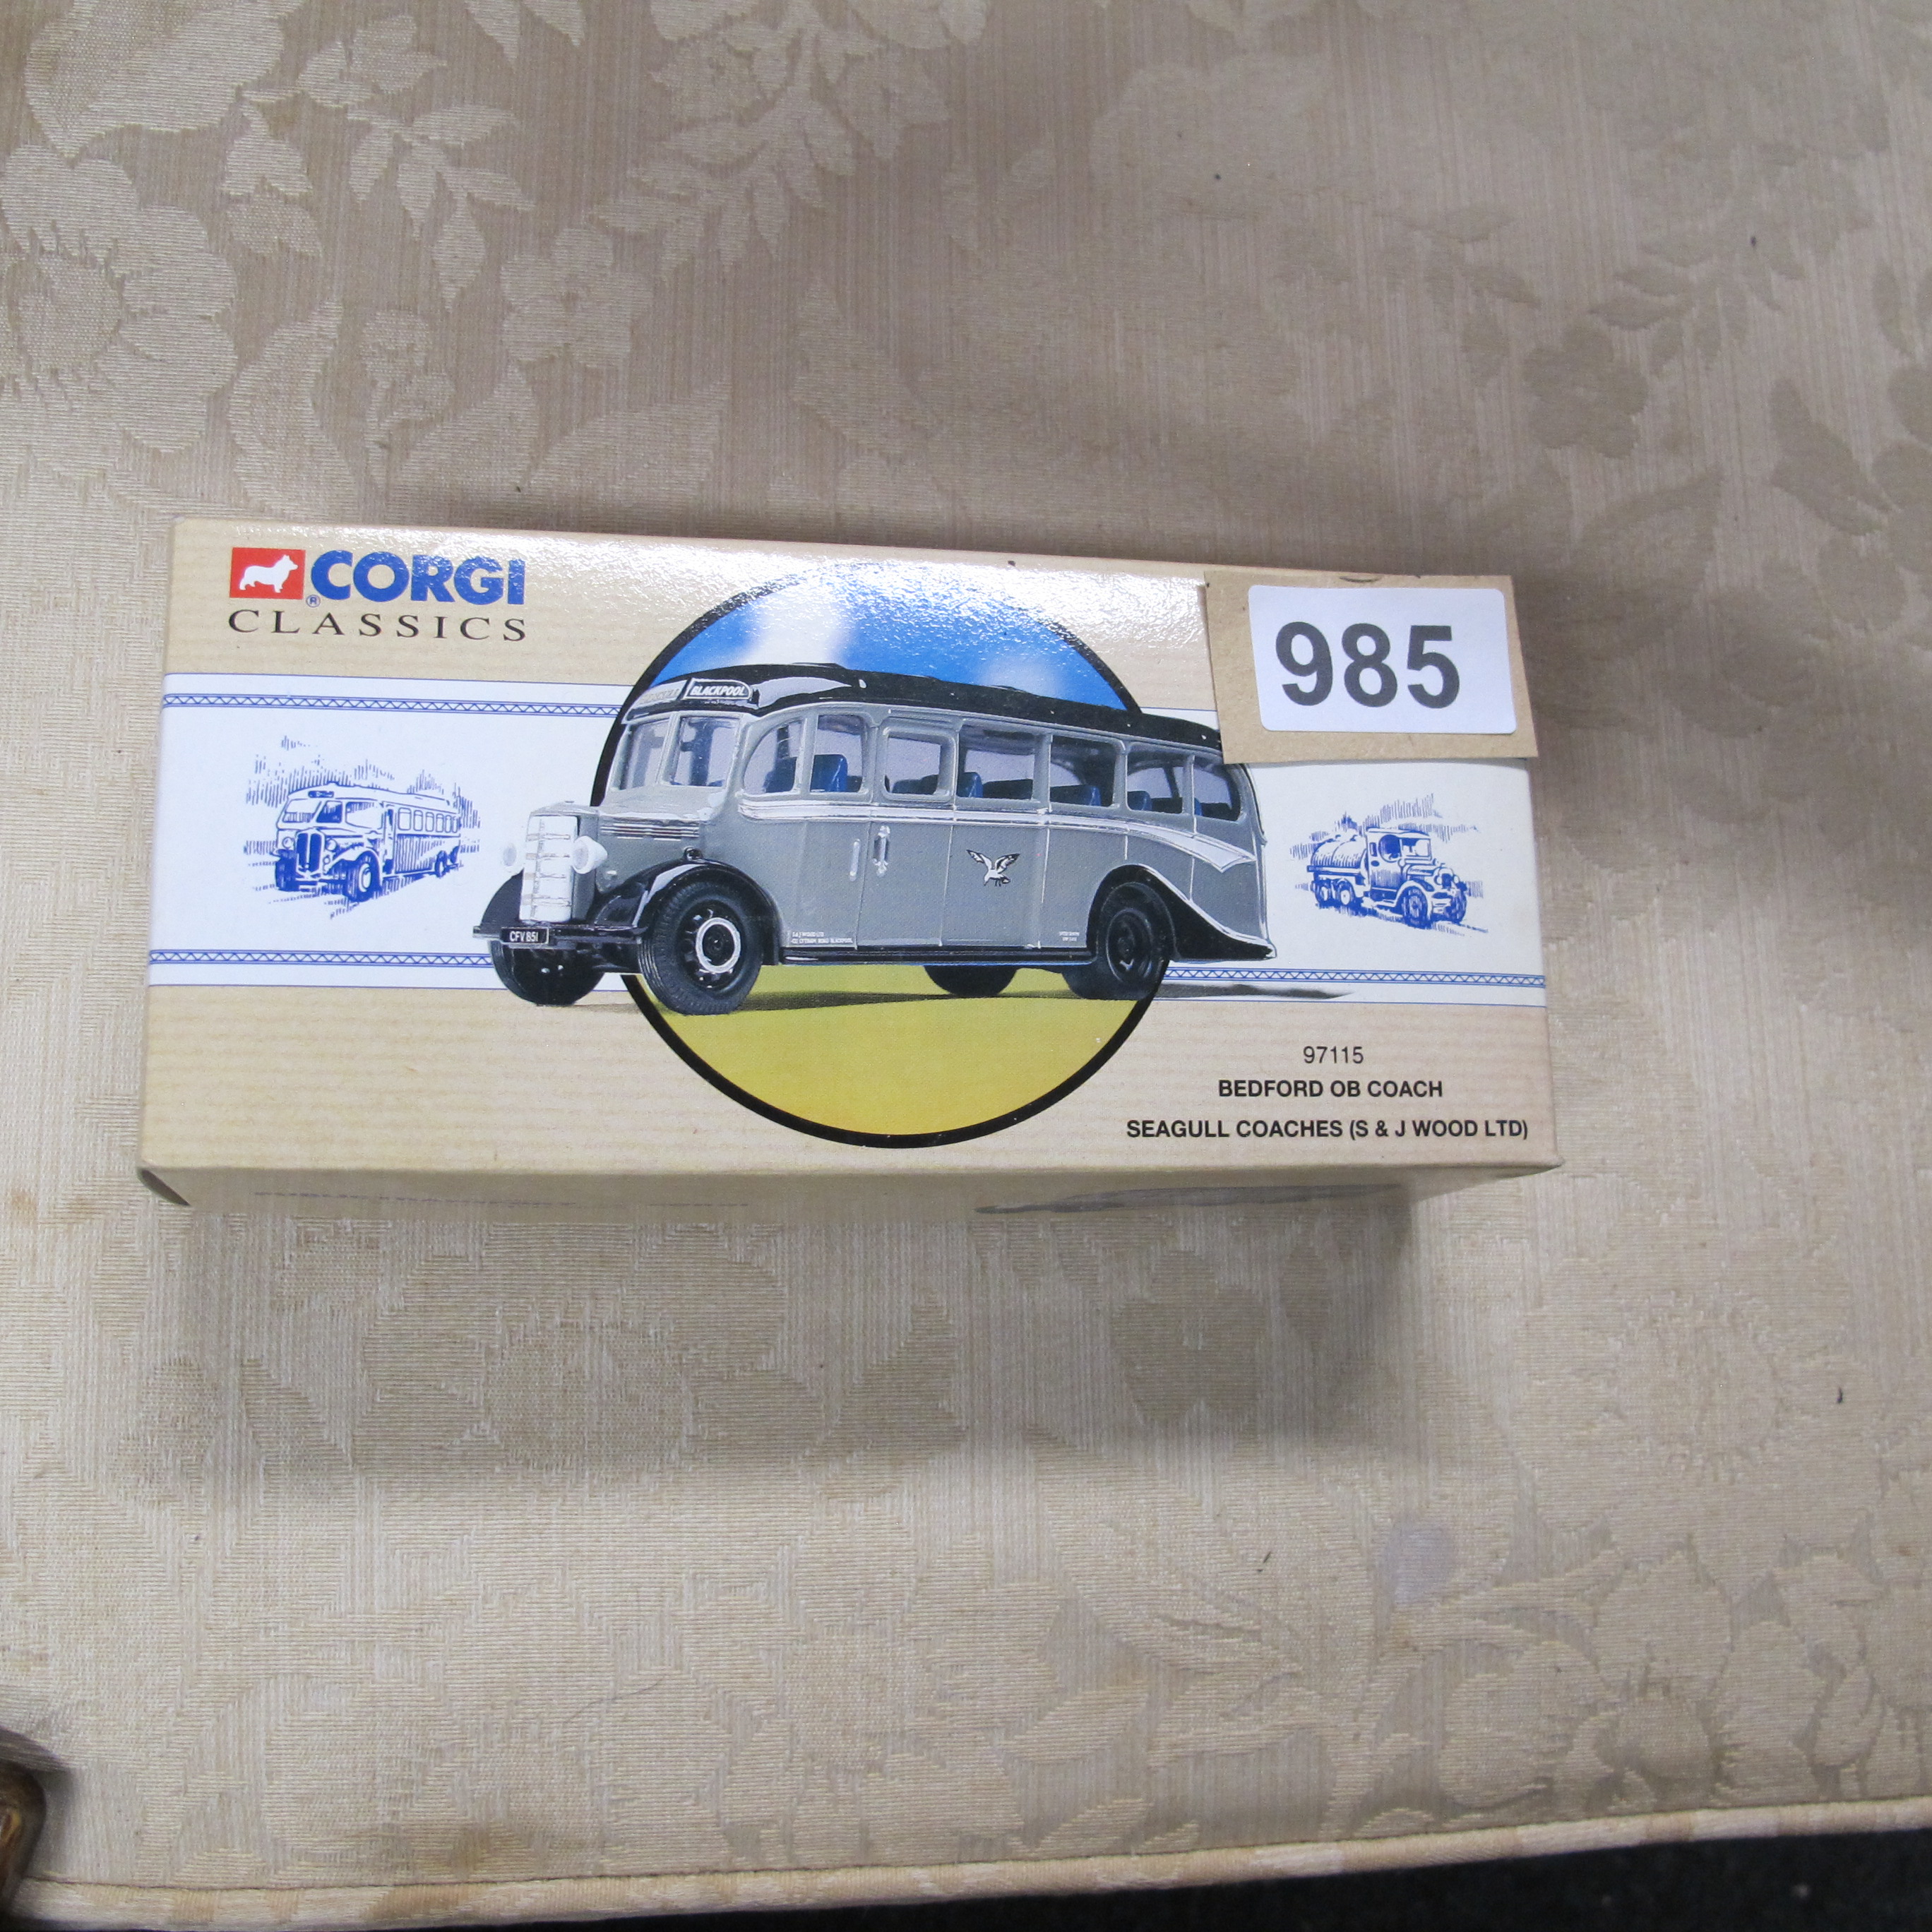 CORGI®
CLASSICS
985
BLACKPOOL
CFV 851
97115
BEDFORD OB COACH
SEAGULL COACHES (S & J WOOD LTD)